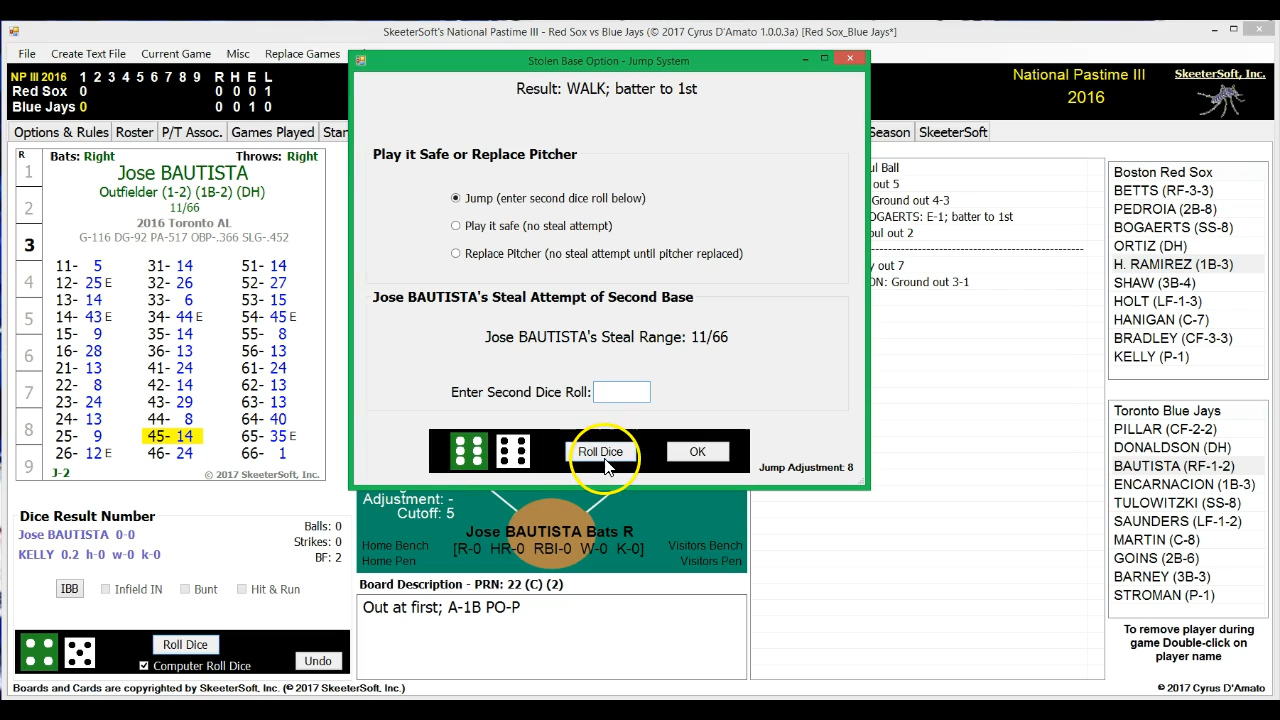 SkeeterSoft's National Pastime III - Red Sox vs Blue Jays (© 2017 Cyrus D'Amato 1.0.0.3a) [Red Sox_Blue Jays*]
File Create Text File Current Game Misc Replace Games
NP III 2016 1 2 3 4 5 6 7 8 9 R H E L
Red Sox 0 0 0 0 1
Blue Jays 0 0 0 1 0
National Pastime III
2016
SkeeterSoft, Inc.
Options & Rules Roster P/T Assoc. Games Played Star
Season SkeeterSoft
Stolen Base Option - Jump System
Result: WALK; batter to 1st
Play it Safe or Replace Pitcher
Jump (enter second dice roll below)
Play it safe (no steal attempt)
Replace Pitcher (no steal attempt until pitcher replaced)
Jose BAUTISTA's Steal Attempt of Second Base
Jose BAUTISTA's Steal Range: 11/66
Enter Second Dice Roll:
Roll Dice OK
Jump Adjustment: 8
R
1
2
3
4
5
6
7
8
9
Bats: Right Throws: Right
Jose BAUTISTA
Outfielder (1-2) (1B-2) (DH)
11/66
2016 Toronto AL
G-116 DG-92 PA-517 OBP-.366 SLG-.452
11- 5 31- 14 51- 14
12- 25 E 32- 26 52- 27
13- 14 33- 6 53- 15
14- 43 E 34- 44 E 54- 45 E
15- 9 35- 14 55- 8
16- 28 36- 13 56- 13
21- 13 41- 24 61- 24
22- 8 42- 14 62- 13
23- 24 43- 29 63- 13
24- 13 44- 8 64- 40
25- 9 45- 14 65- 35 E
26- 12 E 46- 24 66- 1
J-2 © 2017 SkeeterSoft, Inc.
Dice Result Number
Jose BAUTISTA 0-0
KELLY 0.2 h-0 w-0 k-0
Balls: 0
Strikes: 0
BF: 2
IBB Infield IN Bunt Hit & Run
Roll Dice
Computer Roll Dice
Undo
Boards and Cards are copyrighted by SkeeterSoft, Inc. (© 2017 SkeeterSoft, Inc.)
Adjustment: -
Cutoff: 5
Jose BAUTISTA Bats R
[R-0 HR-0 RBI-0 W-0 K-0]
Home Bench
Home Pen
Visitors Bench
Visitors Pen
Board Description - PRN: 22 (C) (2)
Out at first; A-1B PO-P
ul Ball
out 5
Ground out 4-3
OGAERTS: E-1; batter to 1st
oul out 2
y out 7
ON: Ground out 3-1
Boston Red Sox
BETTS (RF-3-3)
PEDROIA (2B-8)
BOGAERTS (SS-8)
ORTIZ (DH)
H. RAMIREZ (1B-3)
SHAW (3B-4)
HOLT (LF-1-3)
HANIGAN (C-7)
BRADLEY (CF-3-3)
KELLY (P-1)
Toronto Blue Jays
PILLAR (CF-2-2)
DONALDSON (DH)
BAUTISTA (RF-1-2)
ENCARNACION (1B-3)
TULOWITZKI (SS-8)
SAUNDERS (LF-1-2)
MARTIN (C-8)
GOINS (2B-6)
BARNEY (3B-3)
STROMAN (P-1)
To remove player during
game Double-click on
player name
© 2017 Cyrus D'Amato